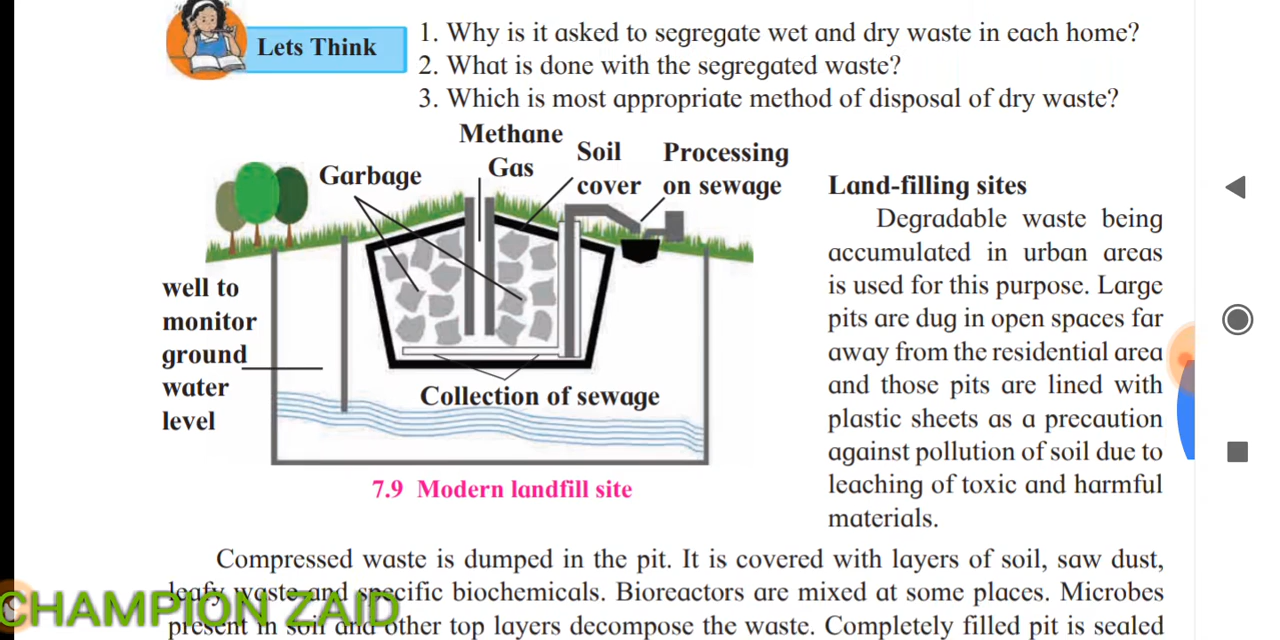 Lets Think
1. Why is it asked to segregate wet and dry waste in each home?
2. What is done with the segregated waste?
3. Which is most appropriate method of disposal of dry waste?
Methane
Gas
Soil
cover
Processing
on sewage
Garbage
well to
monitor
ground
water
level
Collection of sewage
7.9 Modern landfill site
Land-filling sites
Degradable waste being
accumulated in urban areas
is used for this purpose. Large
pits are dug in open spaces far
away from the residential area
and those pits are lined with
plastic sheets as a precaution
against pollution of soil due to
leaching of toxic and harmful
materials.
Compressed waste is dumped in the pit. It is covered with layers of soil, saw dust,
leafy waste and specific biochemicals. Bioreactors are mixed at some places. Microbes
present in soil and other top layers decompose the waste. Completely filled pit is sealed
CHAMPION ZAID